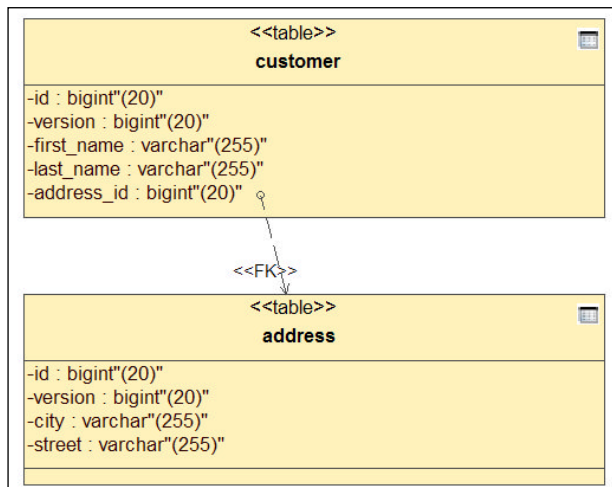 <<table>>
customer
-id : bigint"(20)"
-version : bigint"(20)"
-first_name : varchar"(255)"
-last_name : varchar"(255)"
-address_id : bigint"(20)"
<<FK>>
<<table>>
address
-id : bigint"(20)"
-version : bigint"(20)"
-city : varchar"(255)"
-street : varchar"(255)"